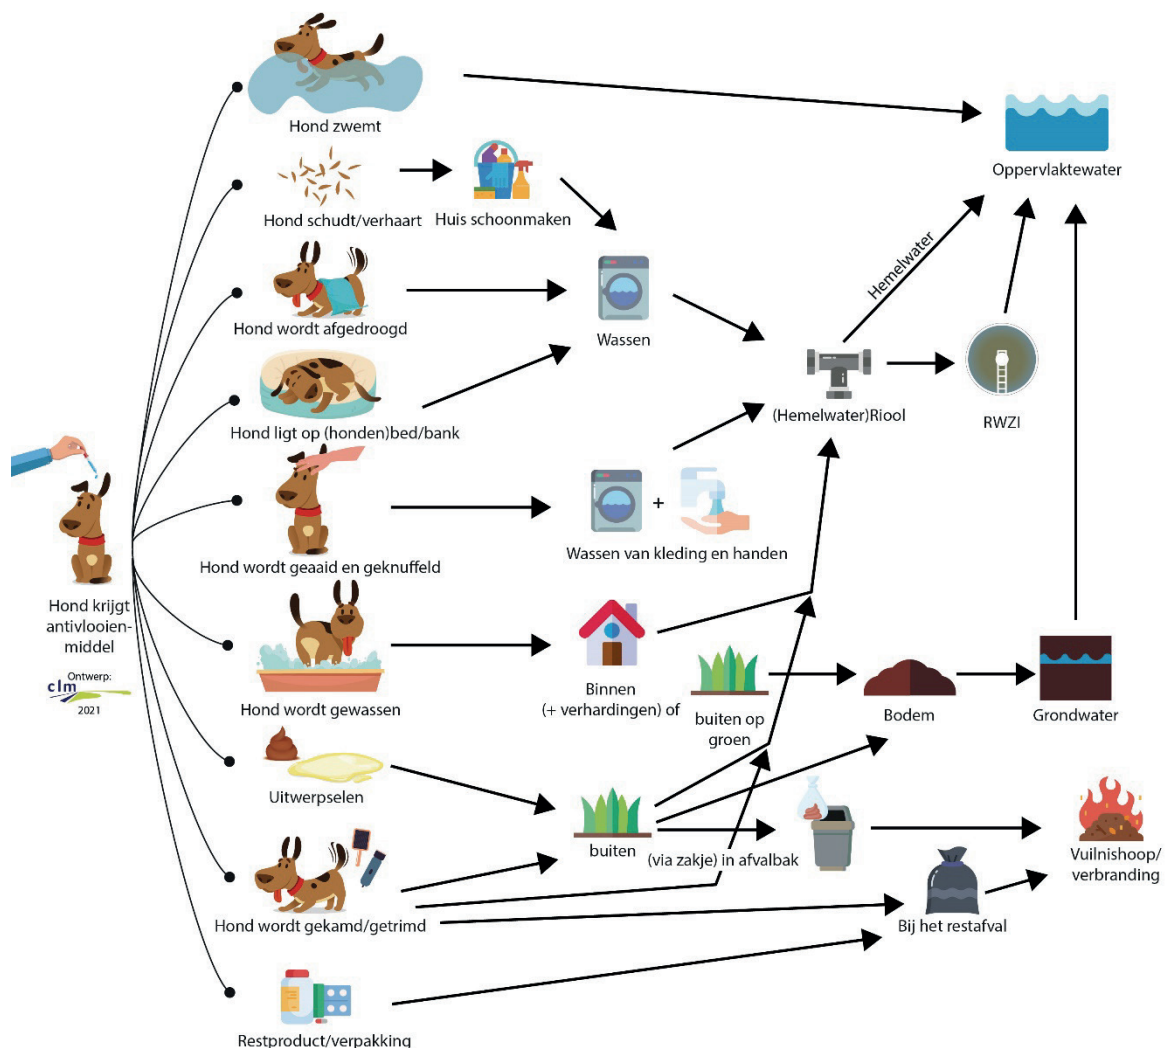 Hond zwemt
Oppervlaktewater
Hond schudt/verhaart
Huis schoonmaken
Hemelwater
Hond wordt afgedroogd
Wassen
(Hemelwater)Riool
RWZI
Hond ligt op (honden)bed/bank
Wassen van kleding en handen
+
Hond wordt geaaid en geknuffeld
Hond krijgt
antivlooien-
middel
Ontwerp:
clm
2021
Hond wordt gewassen
Binnen
(+ verhardingen) of
buiten op
groen
Bodem
Grondwater
Uitwerpselen
buiten
(via zakje) in afvalbak
Vuilnishoop/
verbranding
Hond wordt gekamd/getrimd
Bij het restafval
Restproduct/verpakking